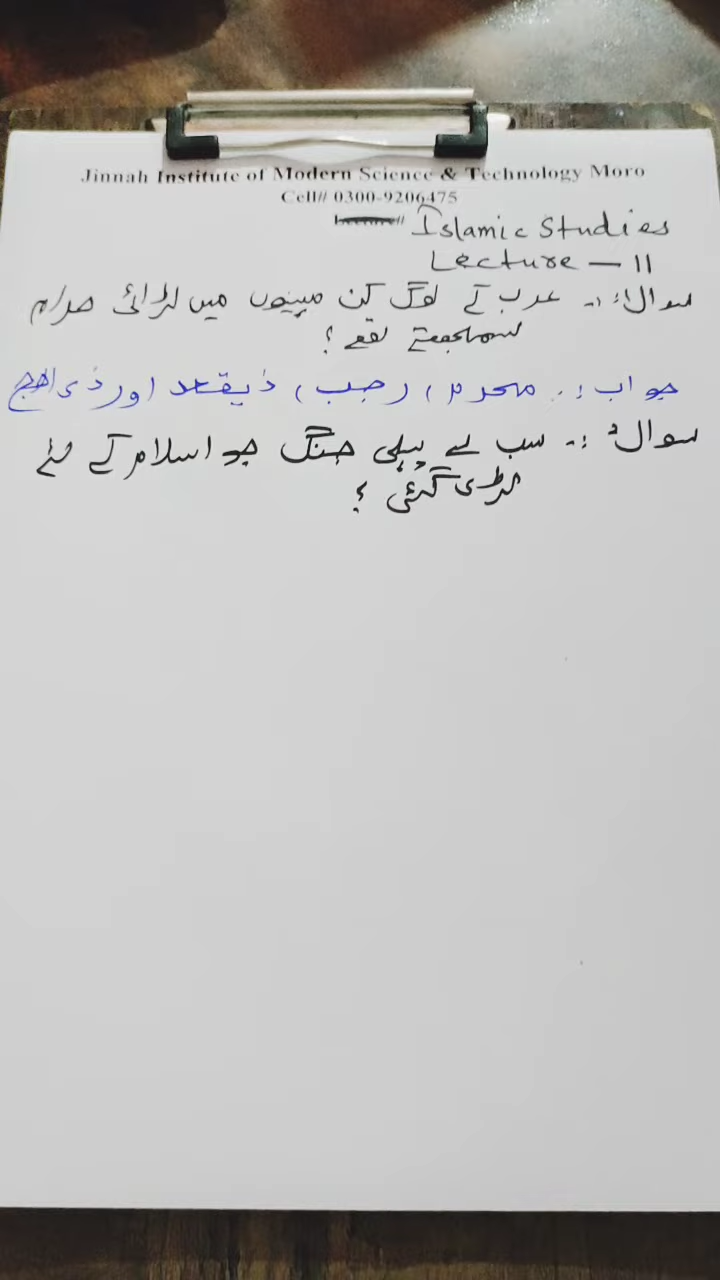 Jinnah Institute of Modern Science & Technology Moro
Cell# 0300-9206475
Islamic Studies
Lecture — 11
سوال:۔ عرب کے لوگ کن مہینوں میں لڑائی حرام
سمجھتے تھے؟
جواب:۔ محرم، رجب، ذیقعد اور ذی الحج
سوال:۔ سب سے پہلی جنگ جو اسلام کے لئے
لڑی گئی؟